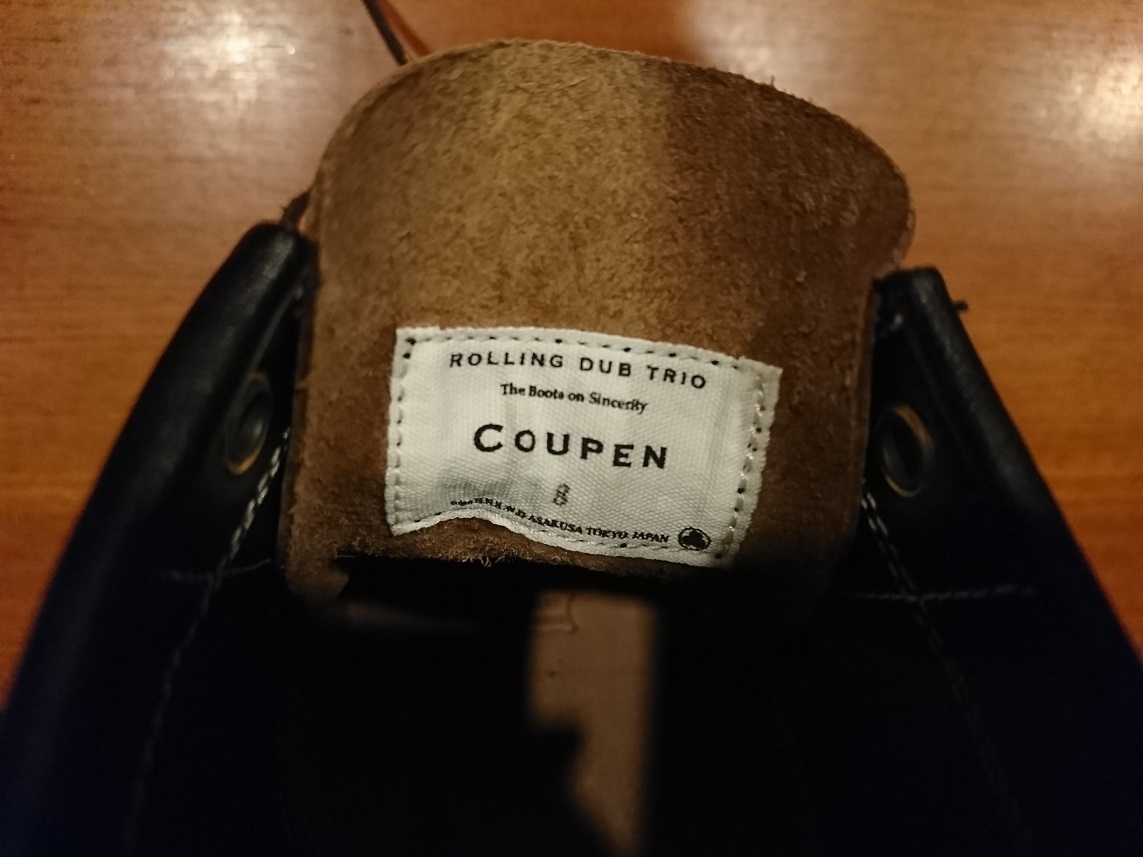 ROLLING DUB TRIO
The Boots on Sincerity
COUPEN
8
ASAKUSA TOKYO JAPAN